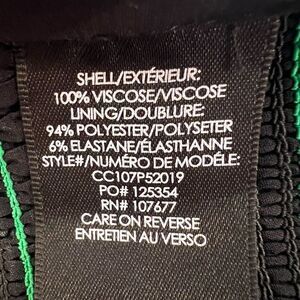 SHELL/EXTÉRIEUR:
100% VISCOSE/VISCOSE
LINING/DOUBLURE:
94% POLYESTER/POLYSETER
6% ELASTANE/ÉLASTHANNE
STYLE#/NUMÉRO DE MODÉLE:
CC107P52019
PO# 125354
RN# 107677
CARE ON REVERSE
ENTRETIEN AU VERSO